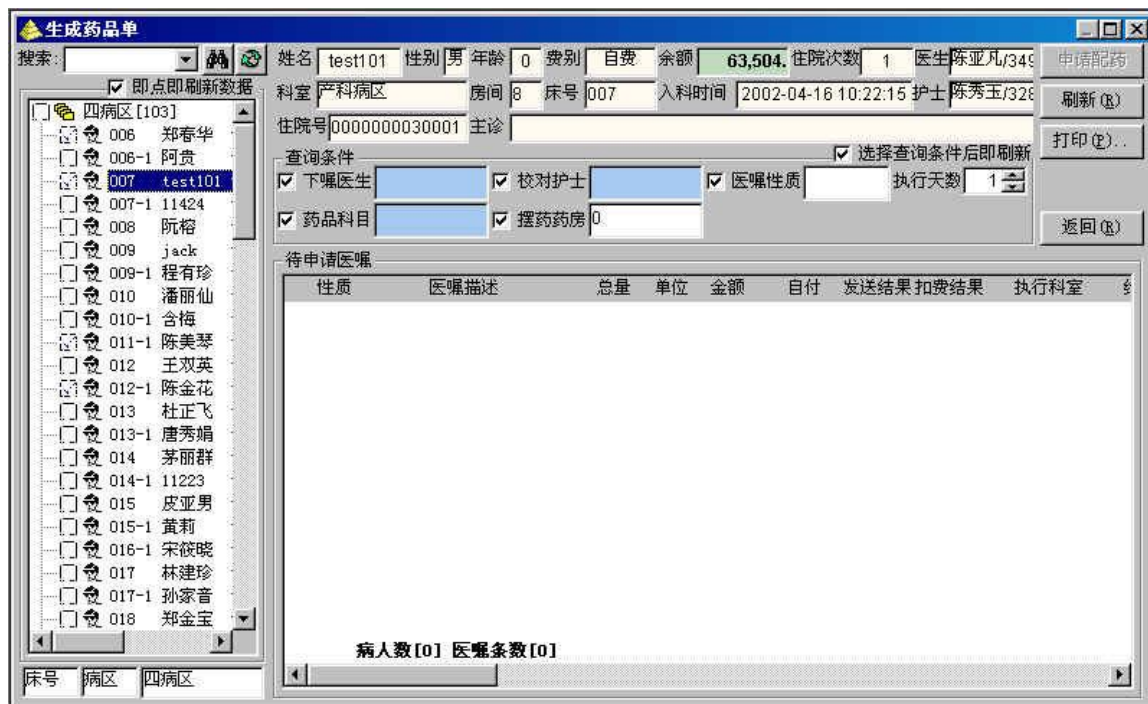 生成药品单
搜索:
即点即刷新数据
四病区[103]
006 郑春华
006-1 阿贵
007 test101
007-1 11424
008 阮榕
009 jack
009-1 程有珍
010 潘丽仙
010-1 含梅
011-1 陈美琴
012 王双英
012-1 陈金花
013 杜正飞
013-1 唐秀娟
014 茅丽群
014-1 11223
015 皮亚男
015-1 黄莉
016-1 宋筱晓
017 林建珍
017-1 孙家音
018 郑金宝
床号 病区 四病区
姓名 test101 性别 男 年龄 0 费别 自费 余额 63,504. 住院次数 1 医生 陈亚凡/349
科室 产科病区 房间 8 床号 007 入科时间 2002-04-16 10:22:15 护士 陈秀玉/328
住院号 0000000030001 主诊
查询条件 选择查询条件后即刷新
下嘱医生 校对护士 医嘱性质 执行天数 1
药品科目 摆药药房 0
待申请医嘱
性质 医嘱描述 总量 单位 金额 自付 发送结果 扣费结果 执行科室
病人数[0] 医嘱条数[0]
申请配药
刷新(R)
打印(P)..
返回(R)